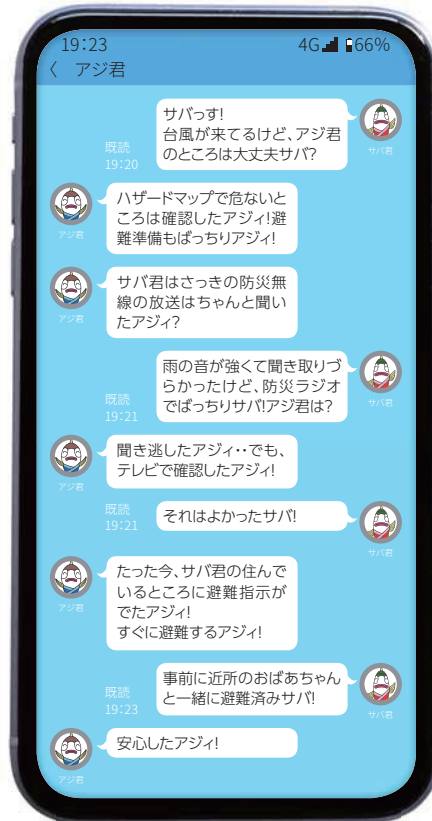 19:23 4G 66%
〈 アジ君
サバっす!
台風が来てるけど、アジ君
のところは大丈夫サバ?
既読
19:20
サバ君
ハザードマップで危ないと
ころは確認したアジィ!避
難準備もばっちりアジィ!
アジ君
サバ君はさっきの防災無
線の放送はちゃんと聞い
たアジィ?
アジ君
雨の音が強くて聞き取りづ
らかったけど、防災ラジオ
でばっちりサバ!アジ君は?
既読
19:21
サバ君
聞き逃したアジィ・・でも、
テレビで確認したアジィ!
アジ君
それはよかったサバ!
既読
19:21
サバ君
たった今、サバ君の住んで
いるところに避難指示が
でたアジィ!
すぐに避難するアジィ!
アジ君
事前に近所のおばあちゃん
と一緒に避難済みサバ!
既読
19:23
サバ君
安心したアジィ!
アジ君